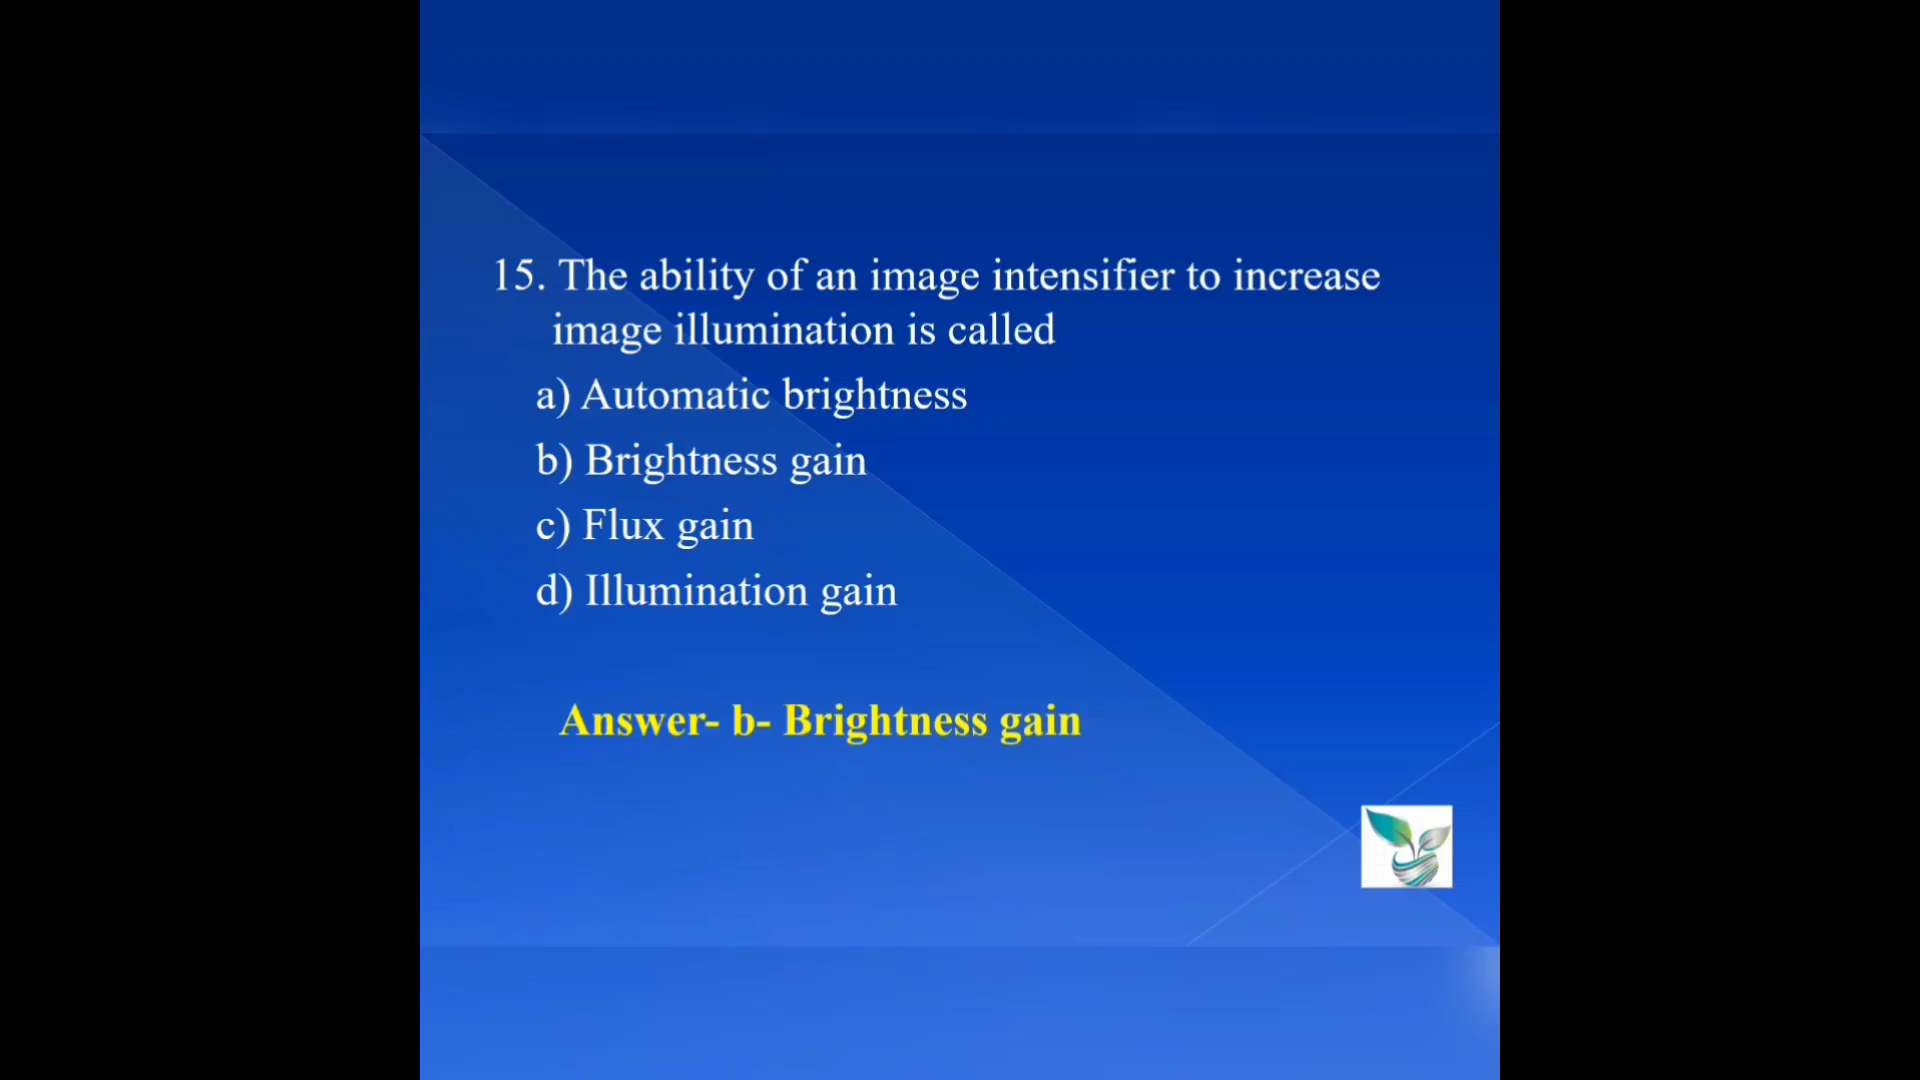 15. The ability of an image intensifier to increase
image illumination is called
a) Automatic brightness
b) Brightness gain
c) Flux gain
d) Illumination gain
Answer- b- Brightness gain